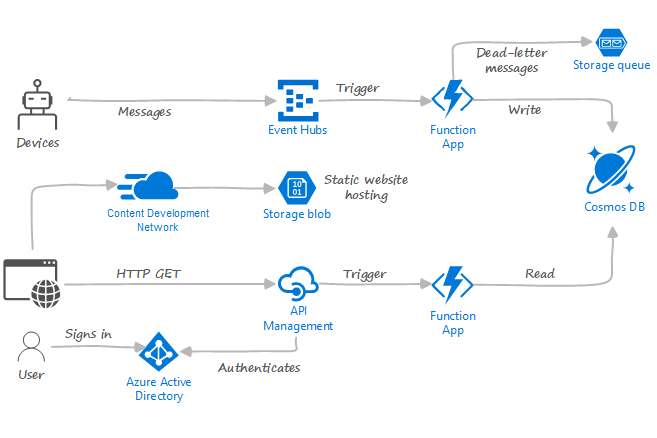 Dead-letter
messages
Storage queue
Trigger
Messages
Write
Event Hubs
Function
App
Devices
10
01
Static website
hosting
Content Development
Network
Storage blob
Cosmos DB
HTTP GET
Trigger
Read
API
Management
Function
App
Signs in
User
Authenticates
Azure Active
Directory